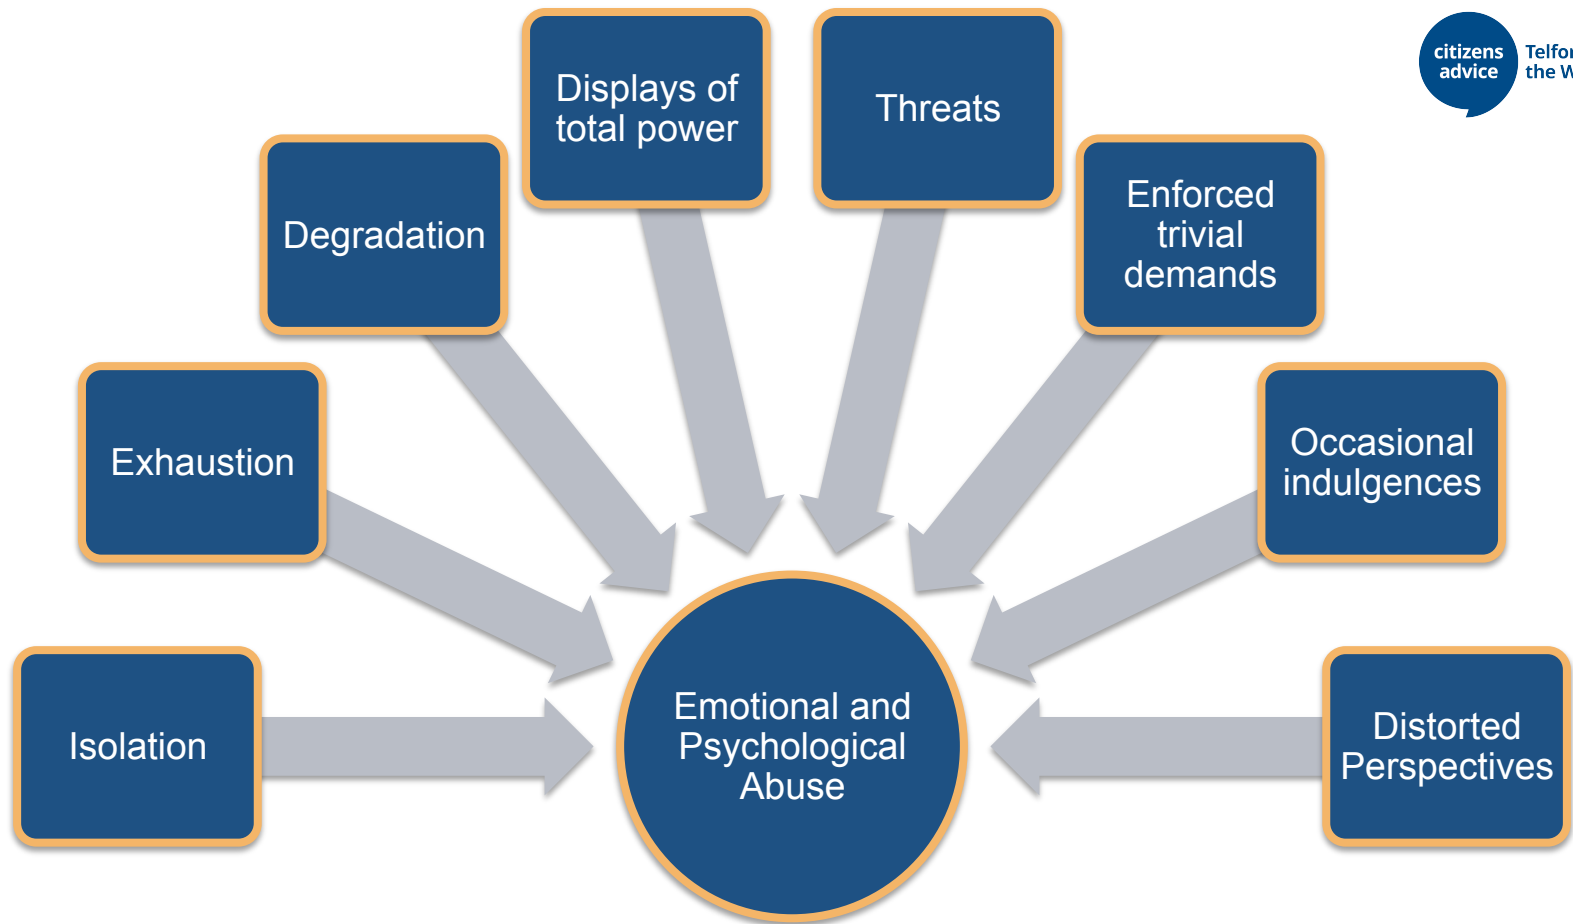 citizens
advice
the
Displays of
total power
Threats
Degradation
Enforced
trivial
demands
Exhaustion
Occasional
indulgences
Isolation
Emotional and
Psychological
Abuse
Distorted
Perspectives